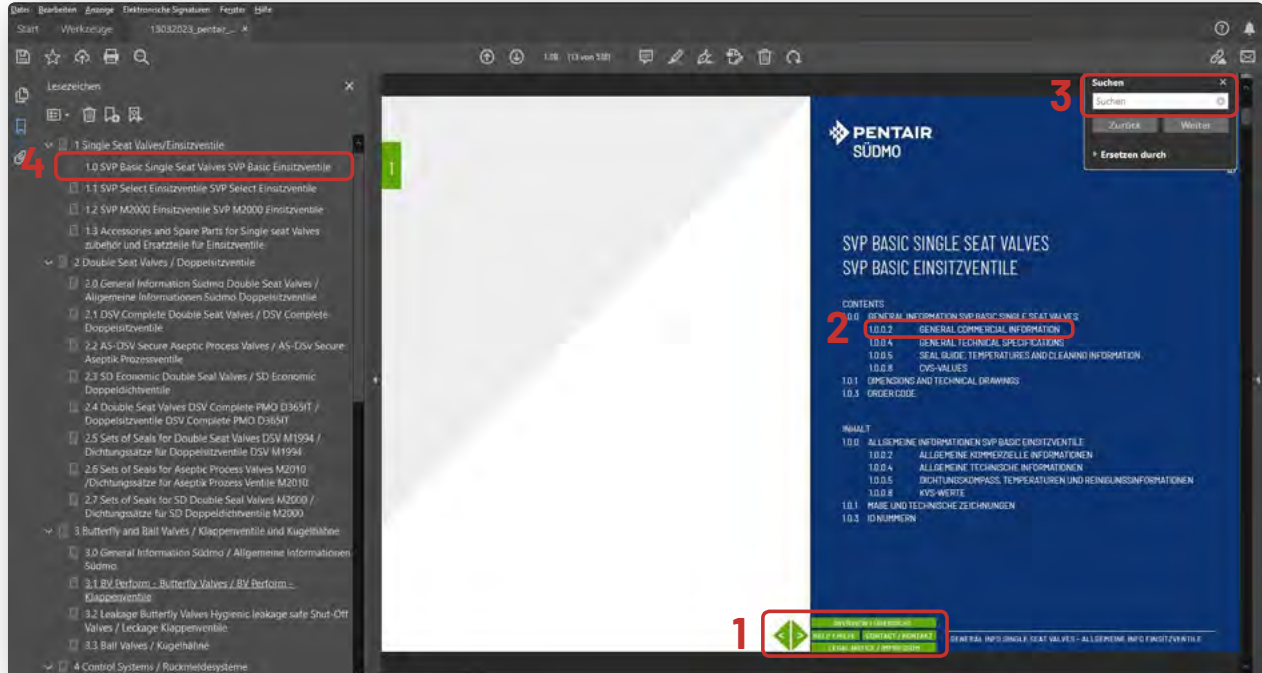 Datei Bearbeiten Anzeige Elektronische Signaturen Fenster Hilfe
Start Werkzeuge 13032023_pentair_... ×
1.08 (13 von 538)
Lesezeichen ×
1 Single Seat Valves/Einsitzventile
4
1.0 SVP Basic Single Seat Valves SVP Basic Einsitzventile
1.1 SVP Select Einsitzventile SVP Select Einsitzventile
1.2 SVP M2000 Einsitzventile SVP M2000 Einsitzventile
1.3 Accessories and Spare Parts for Single seat Valves
zubehör und Ersatzteile für Einsitzventile
2 Double Seat Valves / Doppelsitzventile
2.0 General Information Südmo Double Seat Valves /
Allgemeine Informationen Südmo Doppelsitzventile
2.1 DSV Complete Double Seat Valves / DSV Complete
Doppelsitzventile
2.2 AS-DSV Secure Aseptic Process Valves / AS-DSv Secure
Aseptik Prozessventile
2.3 SD Economic Double Seal Valves / SD Economic
Doppeldichtventile
2.4 Double Seat Valves DSV Complete PMO D365IT /
Doppelsitzventile DSV Complete PMO D365IT
2.5 Sets of Seals for Double Seat Valves DSV M1994 /
Dichtungssätze für Doppelsitzventile DSV M1994
2.6 Sets of Seals for Aseptic Process Valves M2010
/Dichtungssätze für Aseptik Prozess Ventile M2010
2.7 Sets of Seals for SD Double Seal Valves M2000 /
Dichtungssätze für SD Doppeldichtventile M2000
3 Butterfly and Ball Valves / Klappenventile und Kugelhähne
3.0 General Information Südmo / Allgemeine Informationen
Südmo
3.1 BV Perform - Butterfly Valves / BV Perform -
Klappenventile
3.2 Leakage Butterfly Valves Hygienic leakage safe Shut-Off
Valves / Leckage Klappenventile
3.3 Ball Valves / Kugelhähne
4 Control Systems / Rückmeldesysteme
1
PENTAIR
SÜDMO
3
Suchen ×
Suchen
Zurück Weiter
Ersetzen durch
SVP BASIC SINGLE SEAT VALVES
SVP BASIC EINSITZVENTILE
CONTENTS
1.0.0 GENERAL INFORMATION SVP BASIC SINGLE SEAT VALVES
2
1.0.0.2 GENERAL COMMERCIAL INFORMATION
1.0.0.4 GENERAL TECHNICAL SPECIFICATIONS
1.0.0.5 SEAL GUIDE, TEMPERATURES AND CLEANING INFORMATION
1.0.0.8 CVS-VALUES
1.0.1 DIMENSIONS AND TECHNICAL DRAWINGS
1.0.3 ORDER CODE
INHALT
1.0.0 ALLGEMEINE INFORMATIONEN SVP BASIC EINSITZVENTILE
1.0.0.2 ALLGEMEINE KOMMERZIELLE INFORMATIONEN
1.0.0.4 ALLGEMEINE TECHNISCHE INFORMATIONEN
1.0.0.5 DICHTUNGSKOMPASS, TEMPERATUREN UND REINIGUNGSSINFORMATIONEN
1.0.0.8 KVS-WERTE
1.0.1 MAßE UND TECHNISCHE ZEICHNUNGEN
1.0.3 ID NUMMERN
1
OVERVIEW / ÜBERSICHT
HELP / HILFE CONTACT / KONTAKT
LEGAL NOTICE / IMPRESSUM
GENERAL INFO SINGLE SEAT VALVES - ALLGEMEINE INFO EINSITZVENTILE